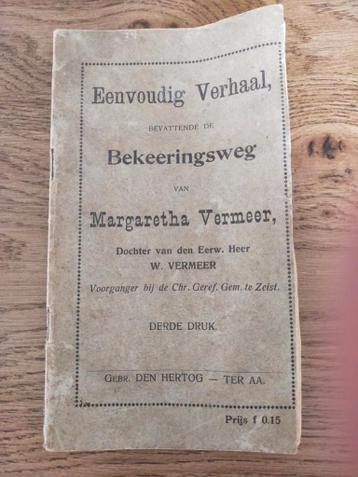 Eenvoudig Verhaal,
BEVATTENDE DE
Bekeeringsweg
VAN
Margaretha Vermeer,
Dochter van den Eerw. Heer
W. VERMEER
Voorganger bij de Chr. Geref. Gem. te Zeist.
DERDE DRUK.
GEBR. DEN HERTOG — TER AA.
Prijs f 0.15